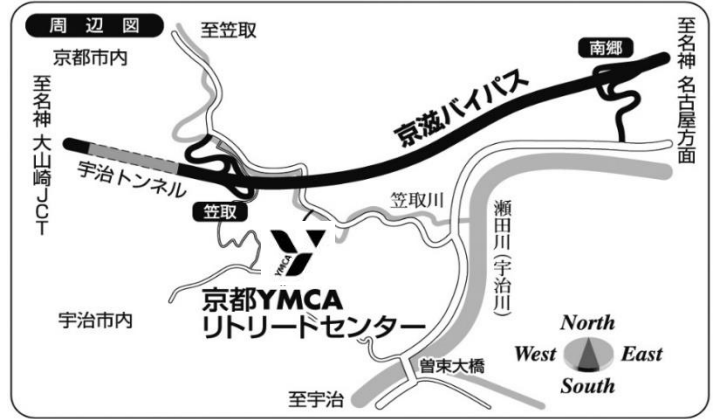 周辺図
京都市内
至名神 大山崎JCT
至笠取
南郷
至名神 名古屋方面
京滋バイパス
宇治トンネル
笠取
笠取川
瀬田川(宇治川)
YMCA
京都YMCA
リトリートセンター
宇治市内
至宇治
曽束大橋
North
West East
South